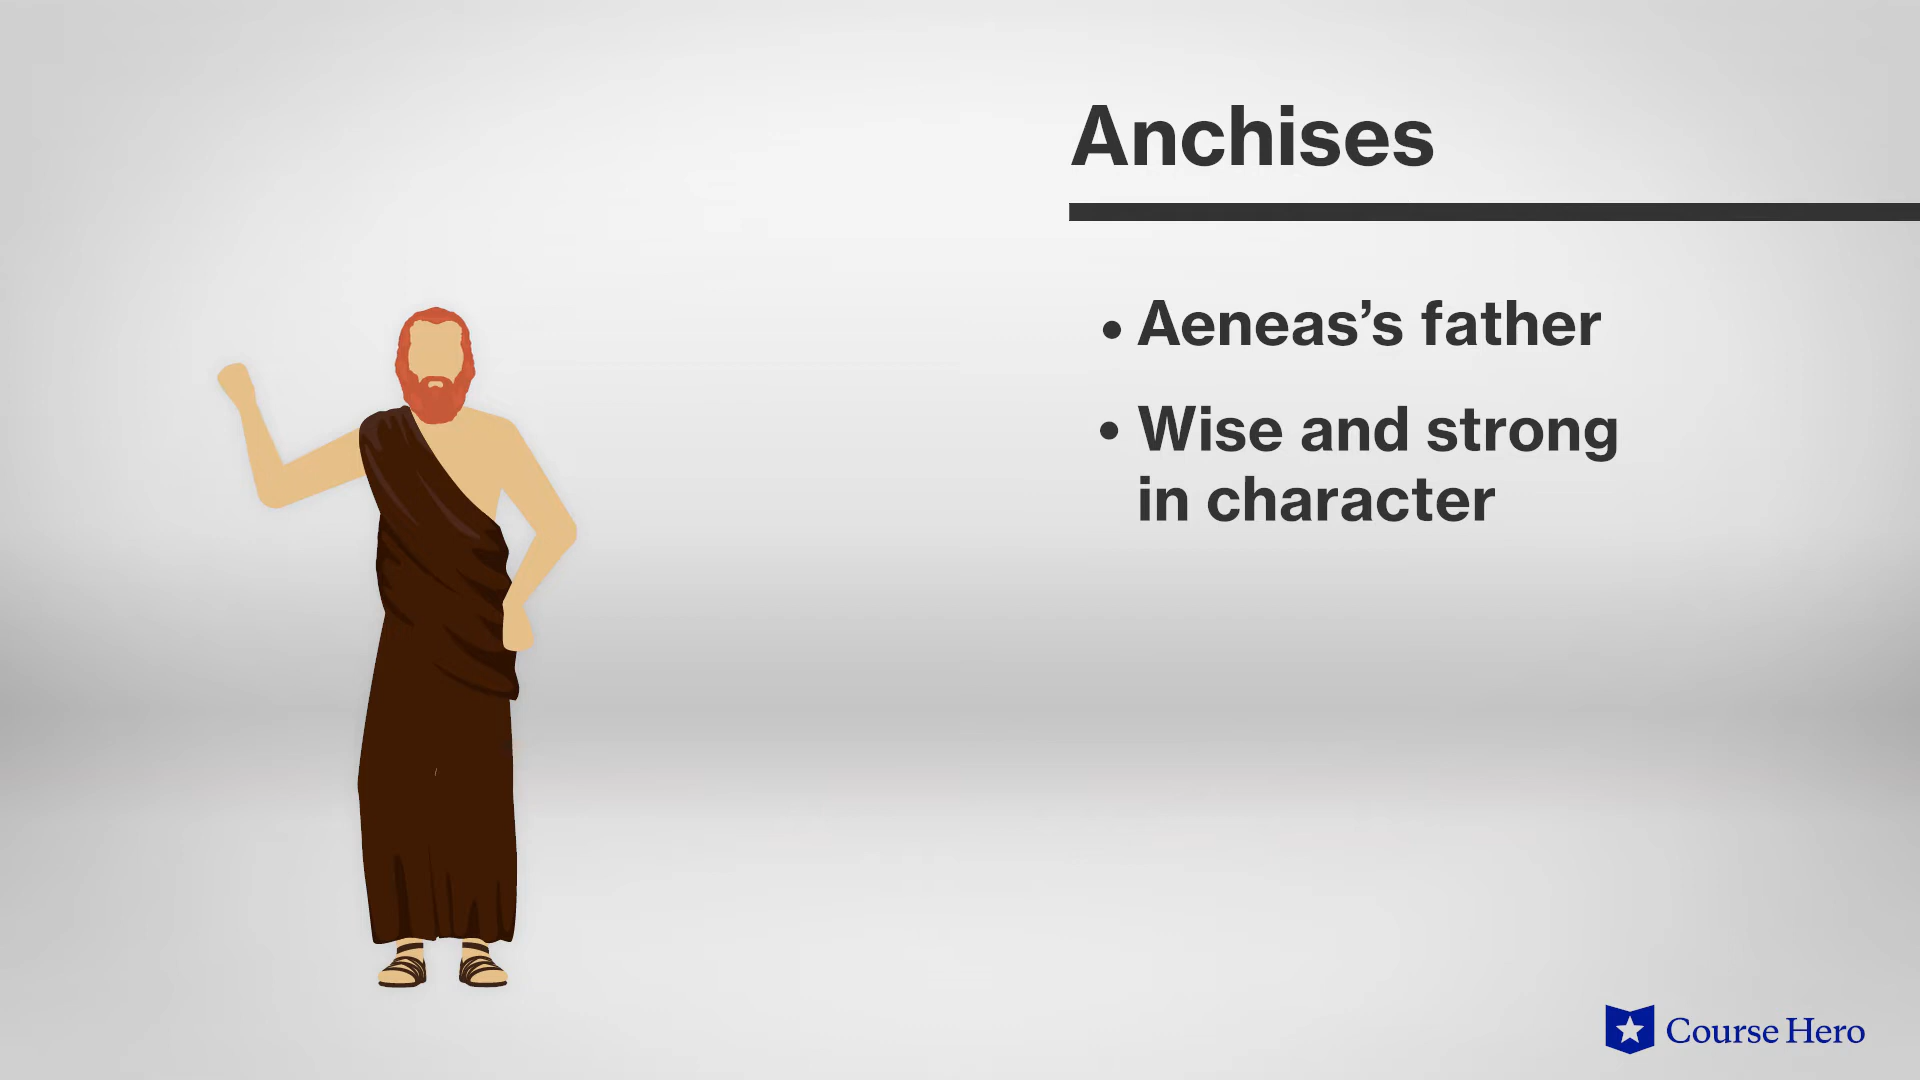 Anchises
• Aeneas’s father
• Wise and strong
in character
Course Hero